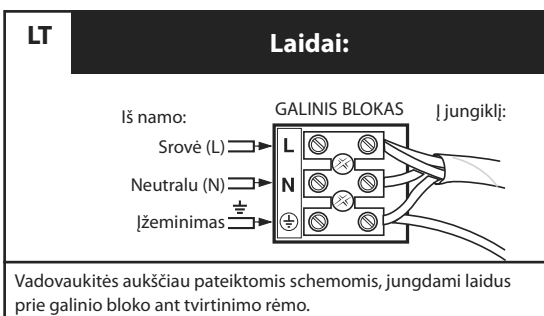 LT
Laidai:
Iš namo:
GALINIS BLOKAS
Į jungiklį:
Srovė (L)
L
Neutralu (N)
N
Įžeminimas
Vadovaukitės aukščiau pateiktomis schemomis, jungdami laidus
prie galinio bloko ant tvirtinimo rėmo.